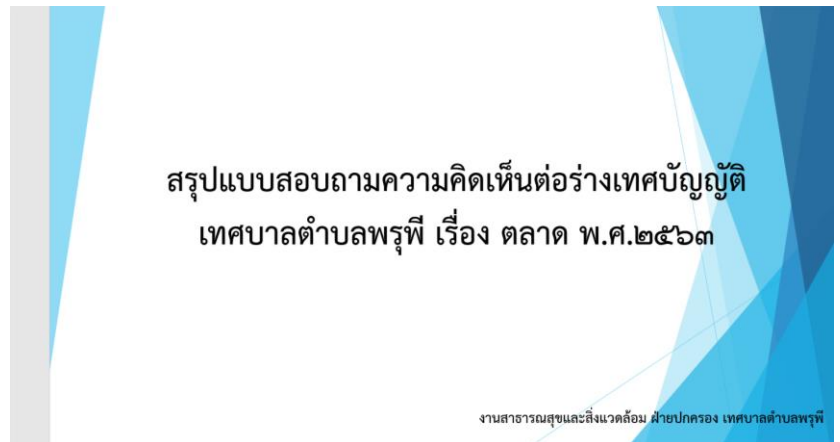 สรุปแบบสอบถามความคิดเห็นต่อร่างเทศบัญญัติ
เทศบาลตำบลพรุพี เรื่อง ตลาด พ.ศ.๒๕๖๓
งานสาธารณสุขและสิ่งแวดล้อม ฝ่ายปกครอง เทศบาลตำบลพรุพี